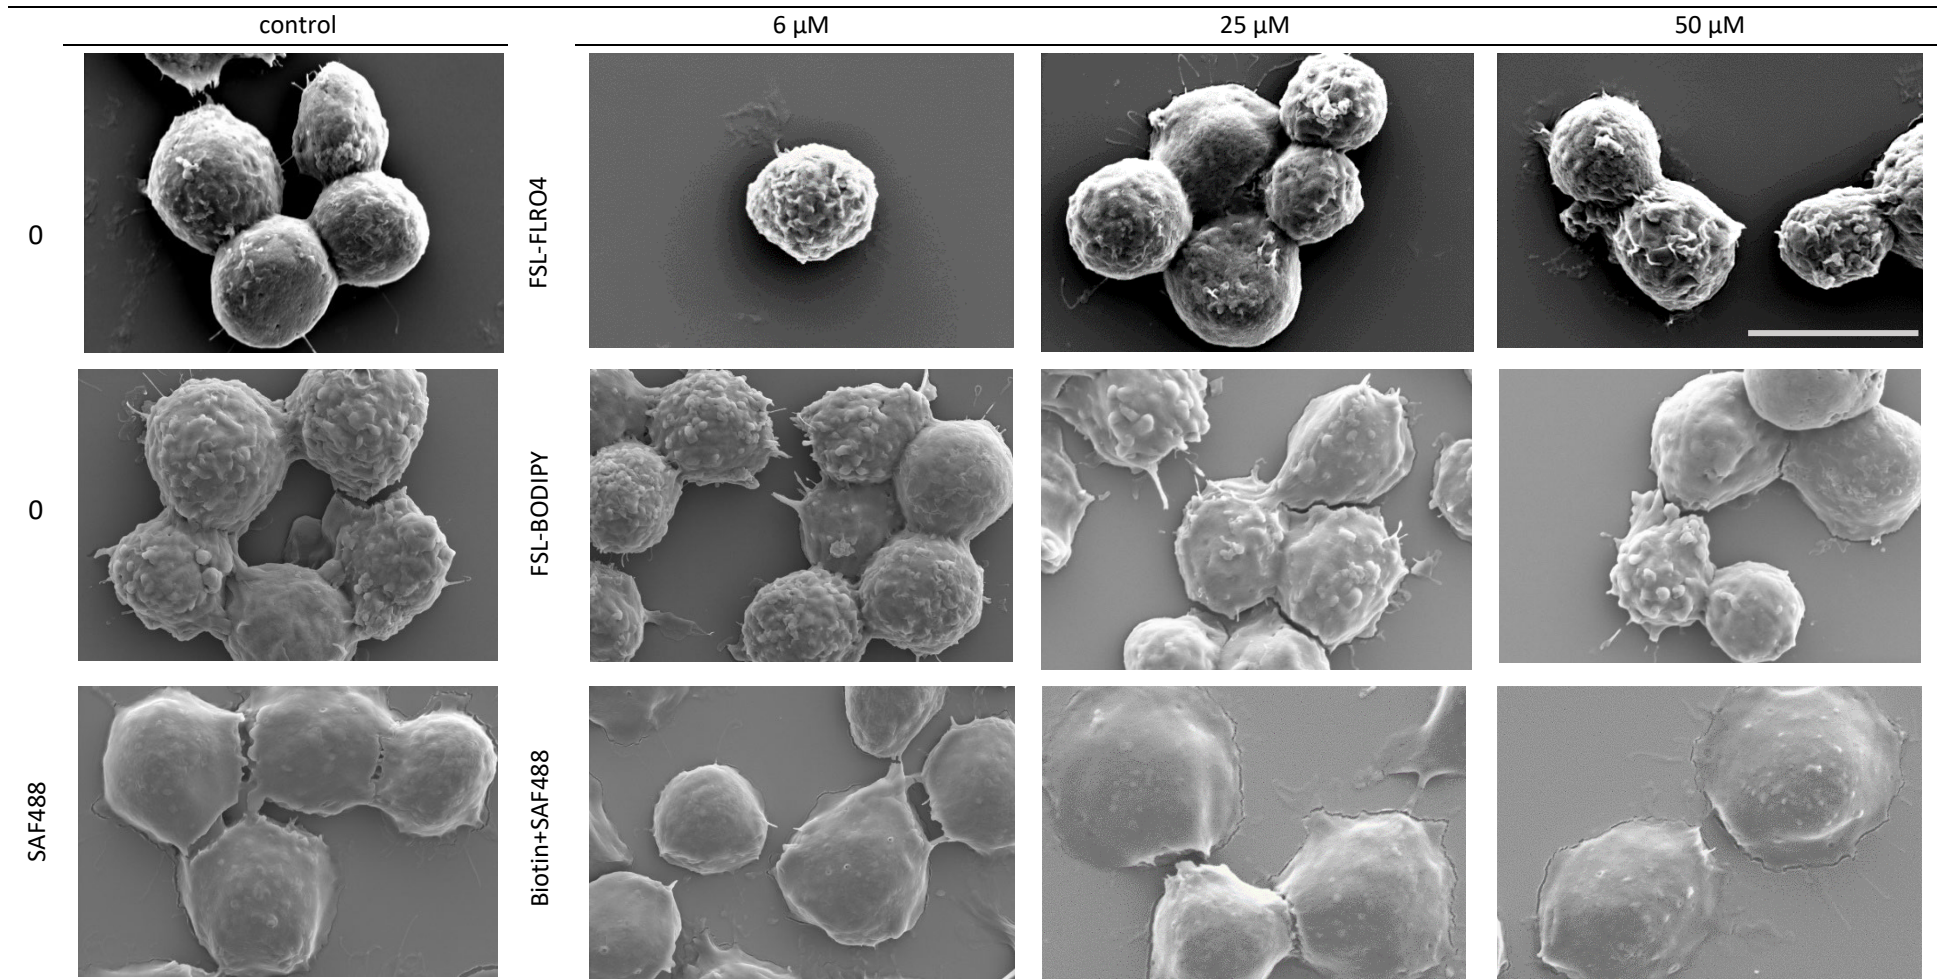 control 6 µM 25 µM 50 µM
0
FSL-FLRO4
0
FSL-BODIPY
SAF488
Biotin+SAF488